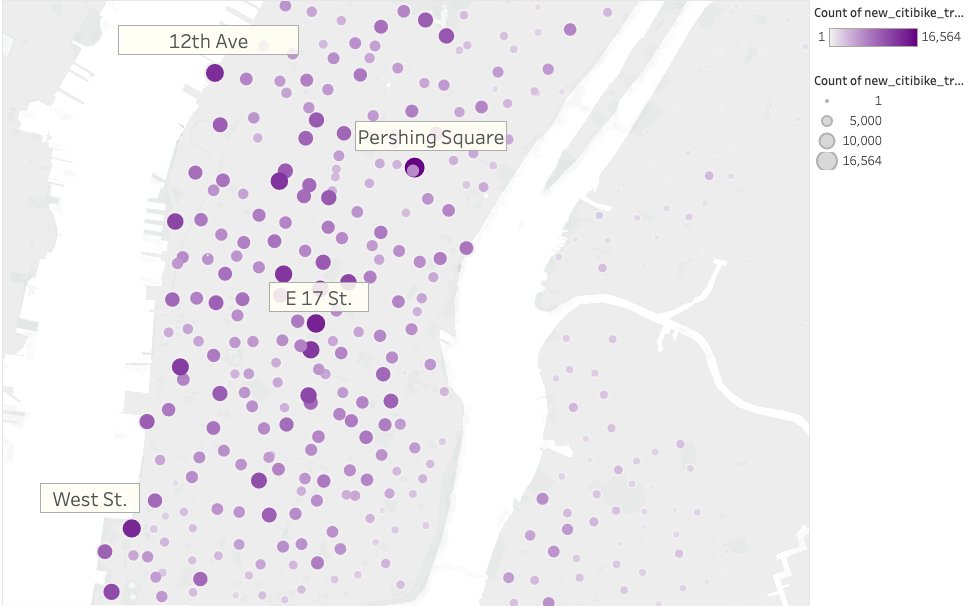 12th Ave
Pershing Square
E 17 St.
West St.
Count of new_citibike_tr...
1
16,564
Count of new_citibike_tr...
1
5,000
10,000
16,564